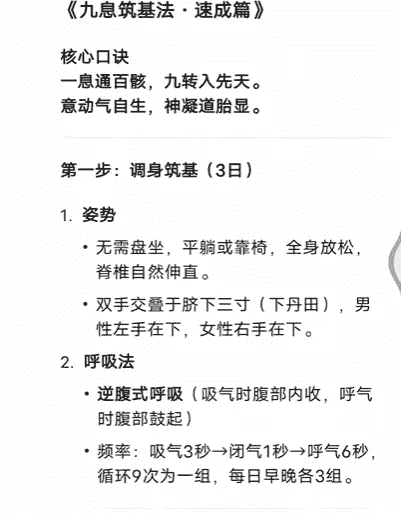 《九息筑基法·速成篇》
核心口诀
一息通百骸，九转入先天。
意动气自生，神凝道胎显。
第一步：调身筑基（3日）
1. 姿势
• 无需盘坐，平躺或靠椅，全身放松，
脊椎自然伸直。
• 双手交叠于脐下三寸（下丹田），男
性左手在下，女性右手在下。
2. 呼吸法
• 逆腹式呼吸（吸气时腹部内收，呼气
时腹部鼓起）
• 频率：吸气3秒→闭气1秒→呼气6秒，
循环9次为一组，每日早晚各3组。